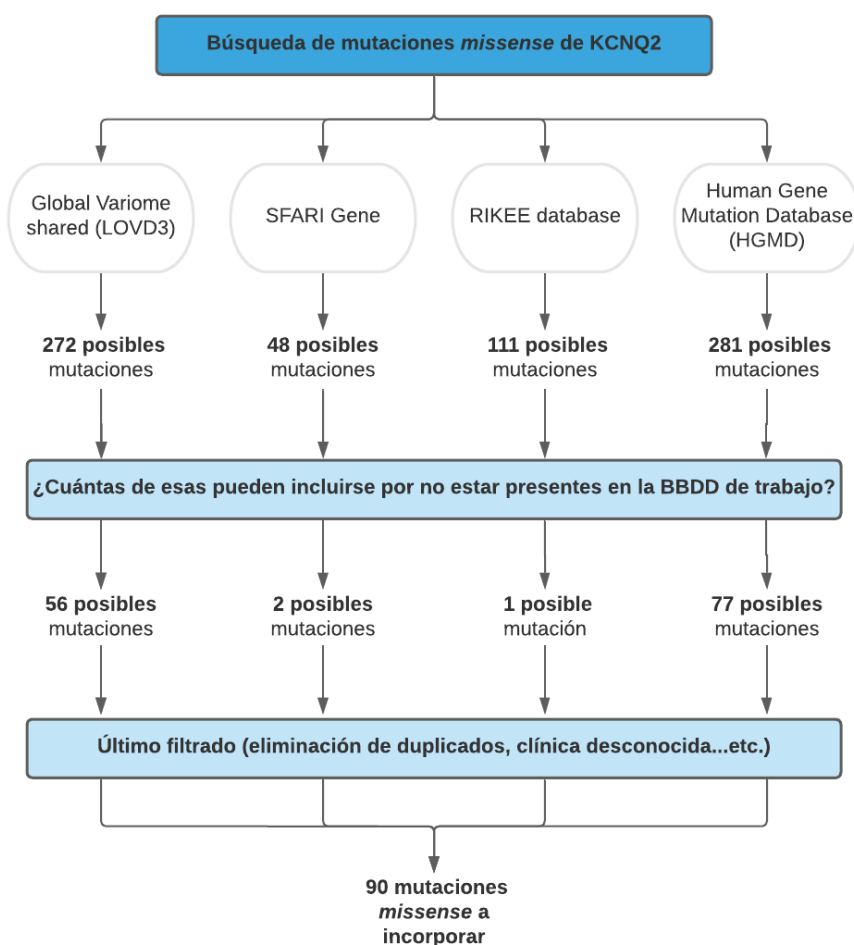 Búsqueda de mutaciones missense de KCNQ2
Global Variome
shared (LOVD3)
SFARI Gene
RIKEE database
Human Gene
Mutation Database
(HGMD)
272 posibles
mutaciones
48 posibles
mutaciones
111 posibles
mutaciones
281 posibles
mutaciones
¿Cuántas de esas pueden incluirse por no estar presentes en la BBDD de trabajo?
56 posibles
mutaciones
2 posibles
mutaciones
1 posible
mutación
77 posibles
mutaciones
Último filtrado (eliminación de duplicados, clínica desconocida...etc.)
90 mutaciones
missense a
incorporar